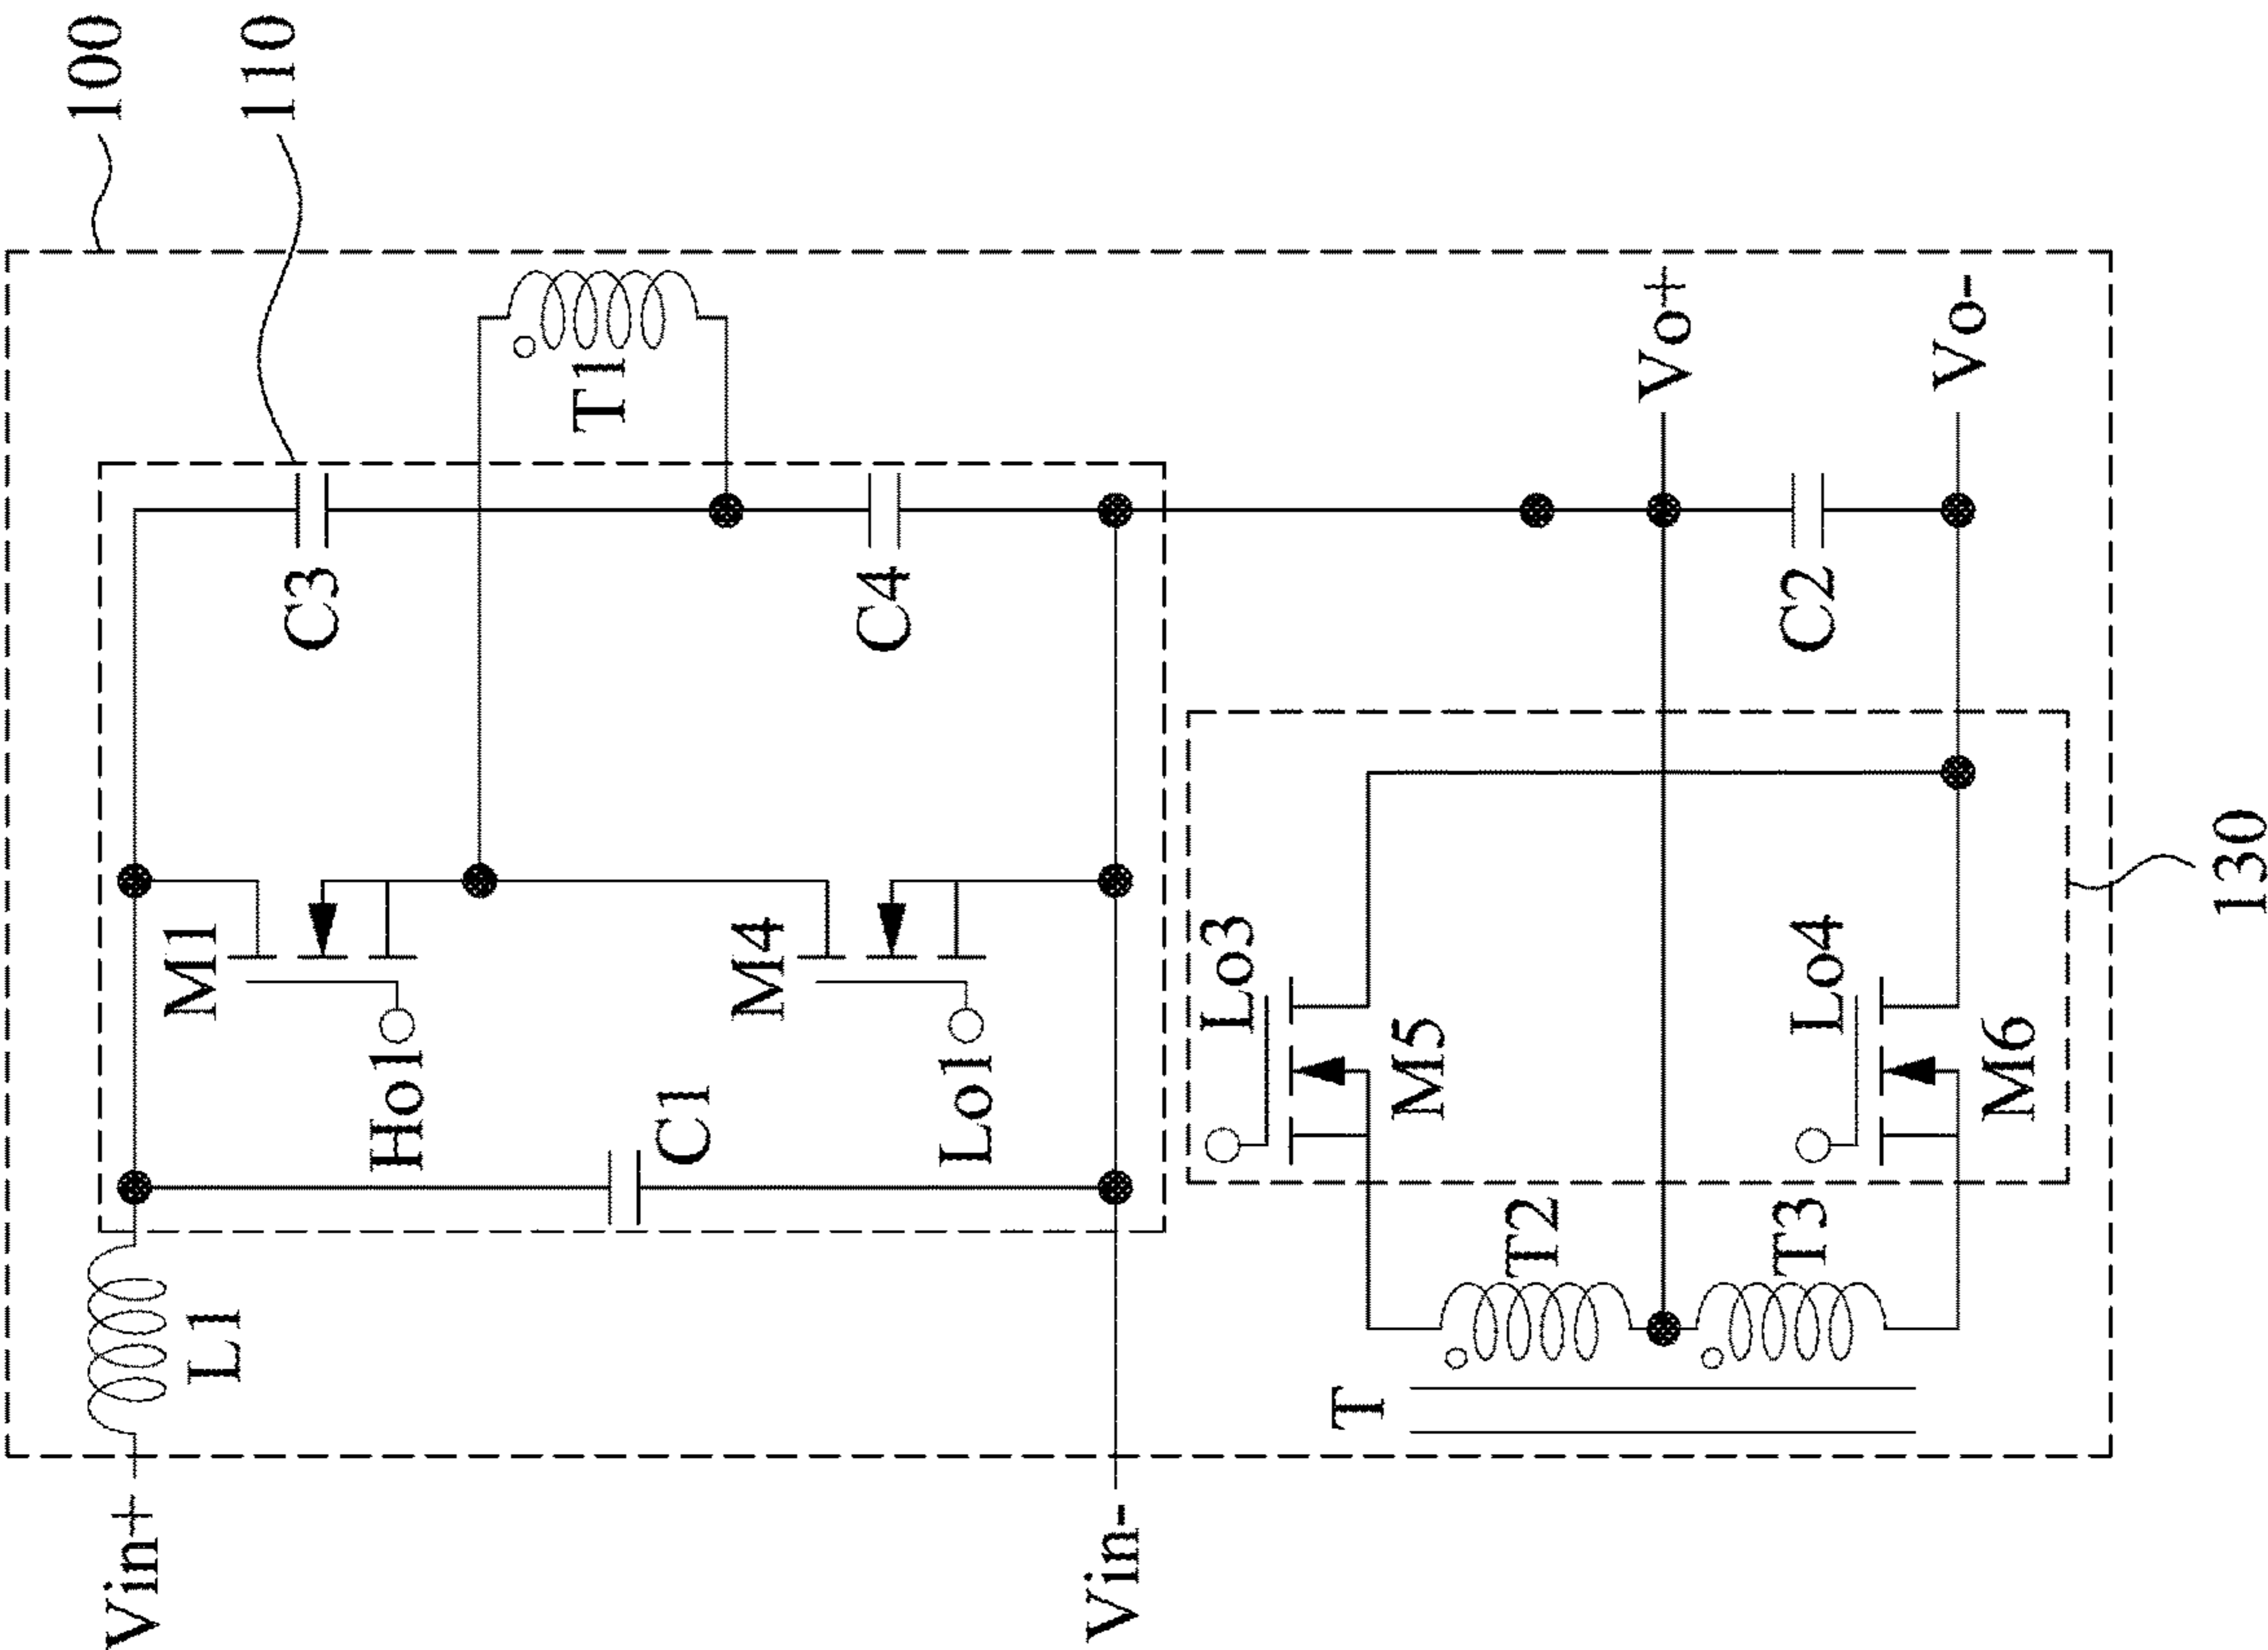 100
110
Vin+
L1
C1
M1
Ho1
M4
Lo1
C3
C4
T1
Vin-
T
T2
T3
Lo3
M5
Lo4
M6
C2
Vo+
Vo-
130